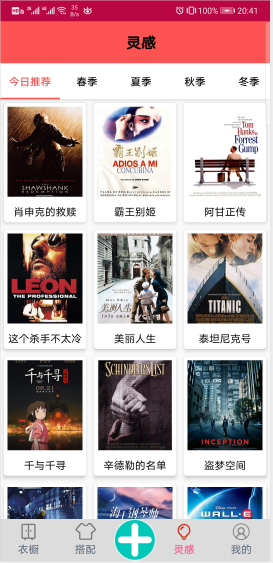 35
B/s
100%
20:41
灵感
今日推荐 春季 夏季 秋季 冬季
THE
SHAWSHANK
REDEMPTION
霸王别姬
ADIOS A MI
CONCUBINA
Tom
Hanks
Forrest
Gump
肖申克的救赎 霸王别姬 阿甘正传
LEON
THE PROFESSIONAL
美丽人生
TITANIC
这个杀手不太冷 美丽人生 泰坦尼克号
千与千寻
SCHINDLER'S LIST
INCEPTION
千与千寻 辛德勒的名单 盗梦空间
海上钢琴师
WALL·E
衣橱 搭配 灵感 我的